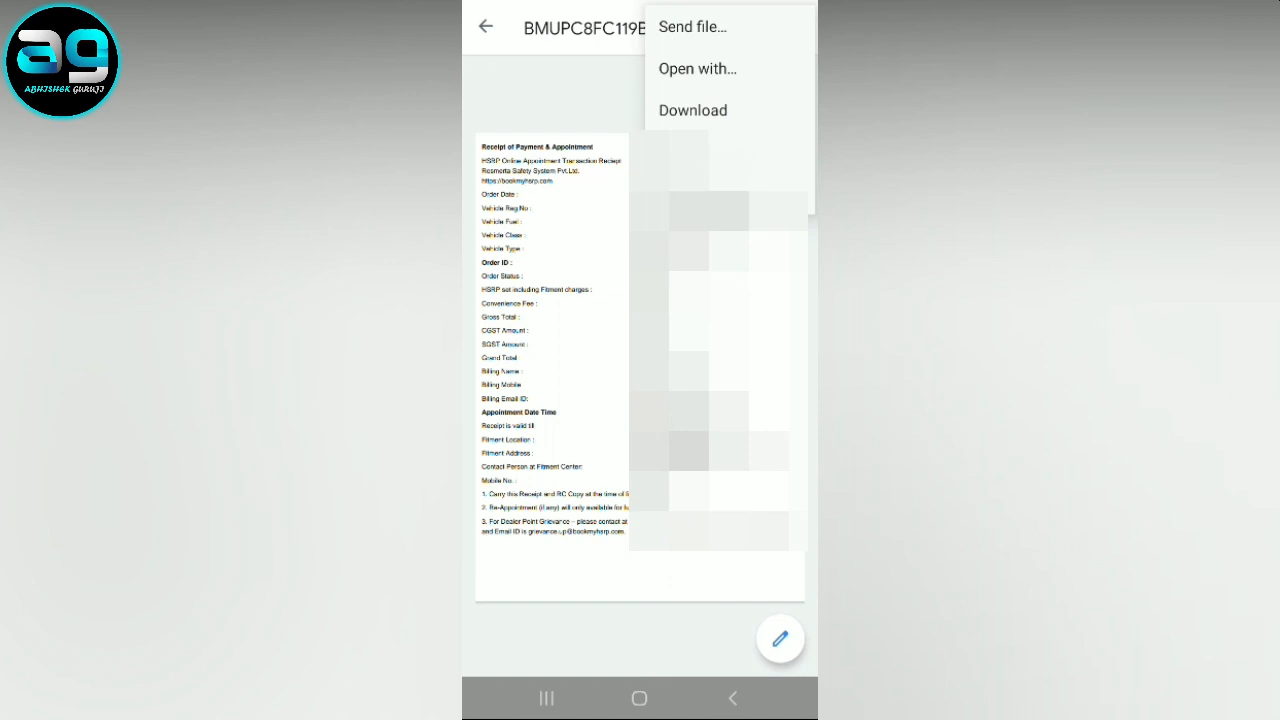 ag
ABHISHEK GURUJI
BMUPC8FC119B
Send file...
Open with...
Download
Receipt of Payment & Appointment
HSRP Online Appointment Transaction Reciept
Rosmerta Safety System Pvt.Ltd.
https://bookmyhsrp.com
Order Date :
Vehicle Reg No :
Vehicle Fuel :
Vehicle Class :
Vehicle Type :
Order ID :
Order Status :
HSRP set including Fitment charges :
Convenience Fee :
Gross Total :
CGST Amount :
SGST Amount :
Grand Total
Billing Name :
Billing Mobile
Billing Email ID:
Appointment Date Time
Receipt is valid till
Fitment Location :
Fitment Address :
Contact Person at Fitment Center:
Mobile No. :
1. Carry this Receipt and RC Copy at the time of
2. Re-Appointment (if any) will only available for
3. For Dealer Point Grievance – please contact at
and Email ID is grievance.up@bookmyhsrp.com.